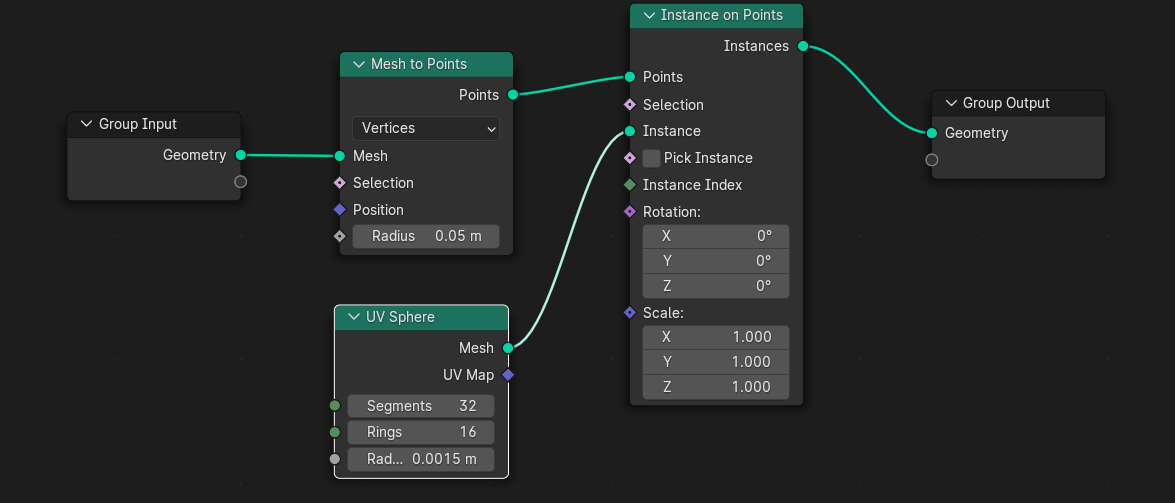 Group Input
Geometry
Mesh to Points
Points
Vertices
Mesh
Selection
Position
Radius 0.05 m
UV Sphere
Mesh
UV Map
Segments 32
Rings 16
Rad... 0.0015 m
Instance on Points
Instances
Points
Selection
Instance
Pick Instance
Instance Index
Rotation:
X 0°
Y 0°
Z 0°
Scale:
X 1.000
Y 1.000
Z 1.000
Group Output
Geometry